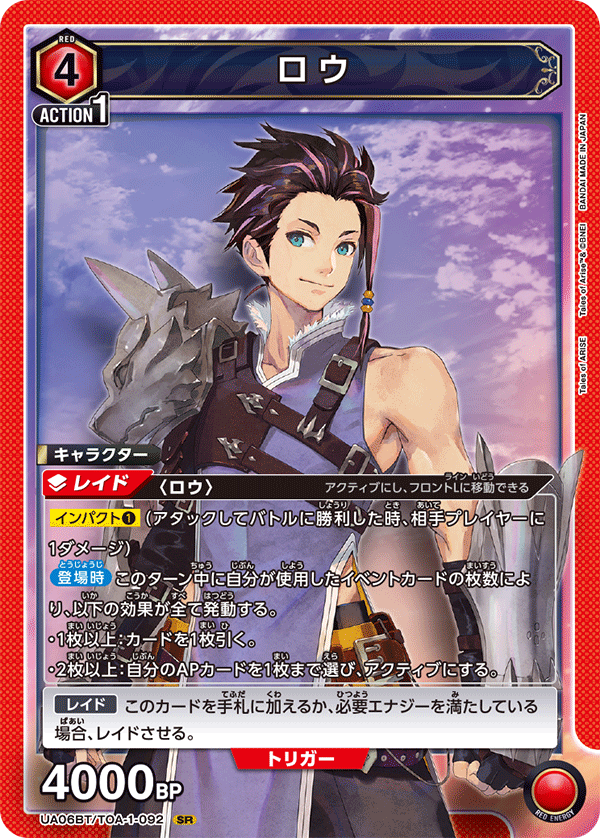 RED
4
ロウ
ACTION 1
Tales of ARISE Tales of Arise™& ©BNEI BANDAI MADE IN JAPAN
キャラクター
レイド 〈ロウ〉 アクティブにし、フロントLに移動できる
インパクト❶ (アタックしてバトルに勝利した時、相手プレイヤーに
1ダメージ)
登場時 このターン中に自分が使用したイベントカードの枚数によ
り、以下の効果が全て発動する。
・1枚以上:カードを1枚引く。
・2枚以上:自分のAPカードを1枚まで選び、アクティブにする。
レイド このカードを手札に加えるか、必要エナジーを満たしている
場合、レイドさせる。
トリガー
4000BP
RED ENERGY
UA06BT/TOA-1-092 SR